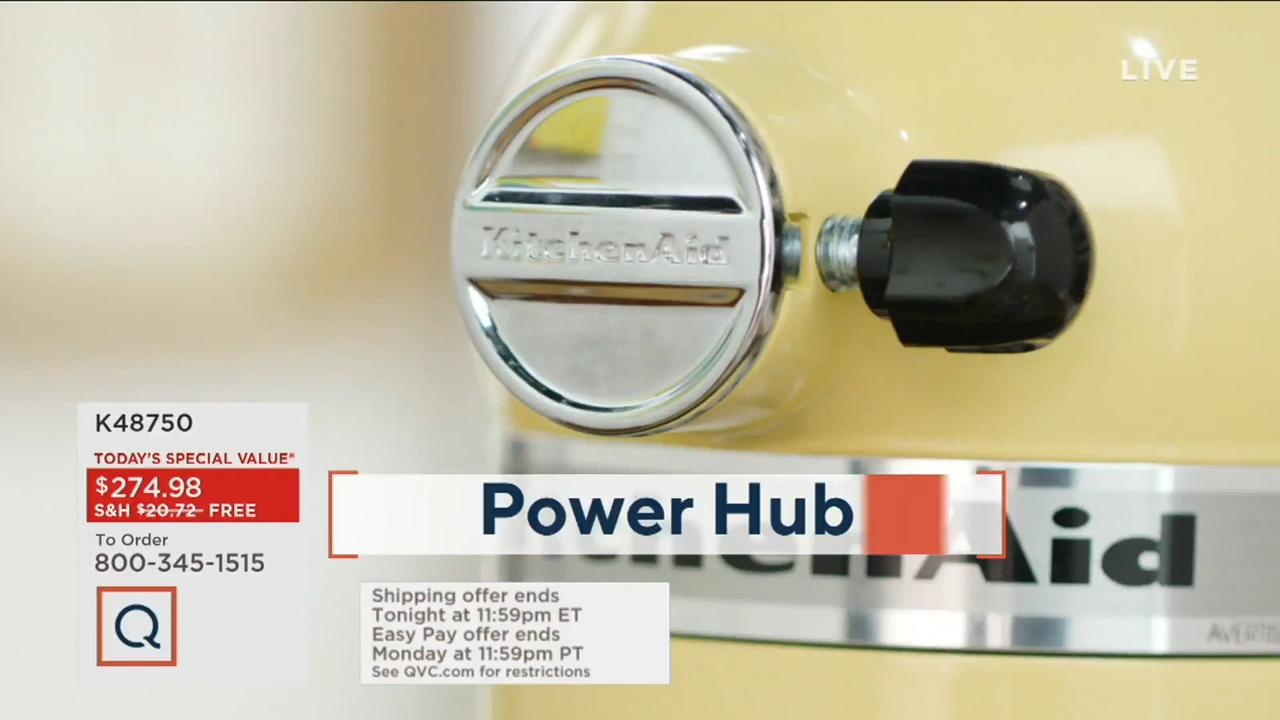 LIVE
KitchenAid
K48750
TODAY'S SPECIAL VALUE®
$274.98
S&H $20.72 FREE
To Order
800-345-1515
Q
Power Hub
Aid
Shipping offer ends
Tonight at 11:59pm ET
Easy Pay offer ends
Monday at 11:59pm PT
See QVC.com for restrictions